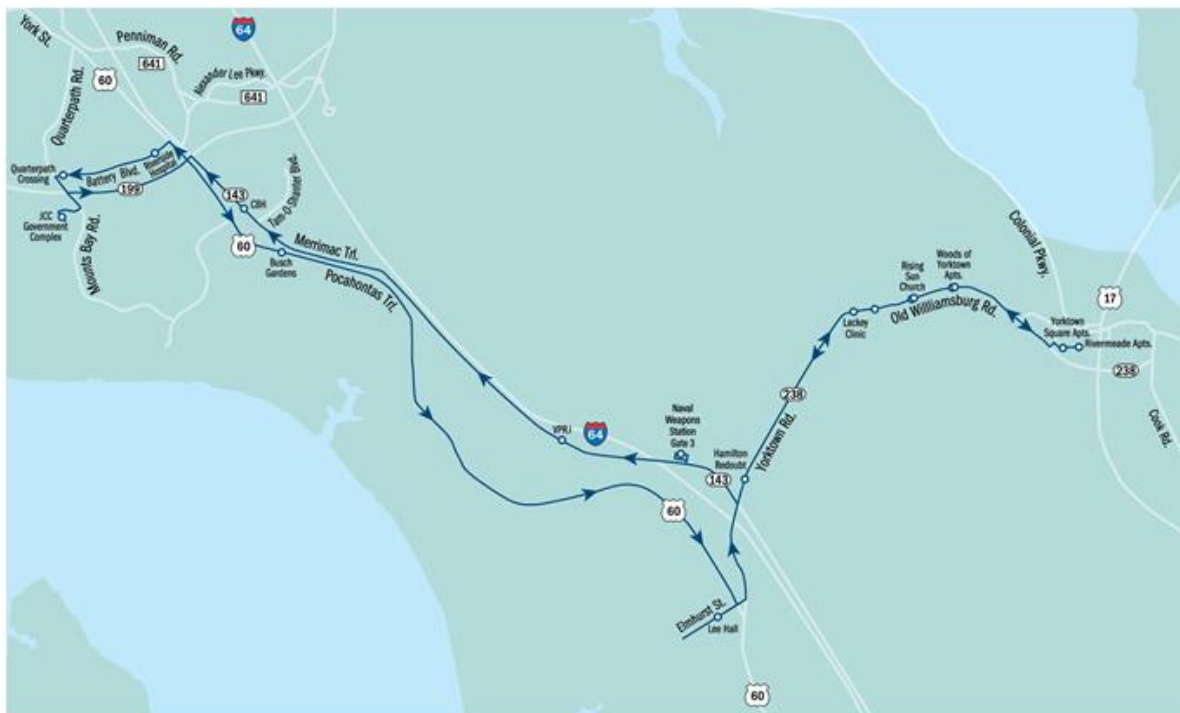 York St.
Penniman Rd.
641
64
60
Alexander Lee Pkwy.
641
Quarterpath Rd.
Quarterpath
Crossing
Battery Blvd.
Riverside
Hospital
199
143
CBH
Tam-O-Shanter Blvd.
JCC
Government
Complex
Mounts Bay Rd.
60
Busch
Gardens
Merrimac Trl.
Pocahontas Trl.
Colonial Pkwy.
Woods of
Yorktown
Apts.
Rising
Sun
Church
17
Lackey
Clinic
Old Willliamsburg Rd.
Yorktown
Square Apts.
Rivermeade Apts.
238
238
Cook Rd.
Yorktown Rd.
Naval
Weapons
Station
Gate 3
VPRJ
64
Hamilton
Redoubt
143
60
Elmhurst St.
Lee Hall
60